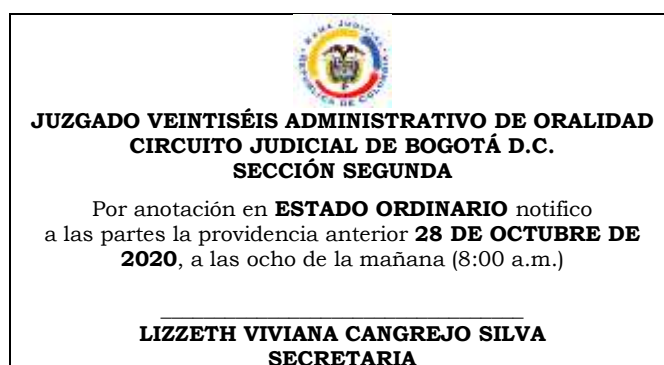 JUZGADO VEINTISÉIS ADMINISTRATIVO DE ORALIDAD
CIRCUITO JUDICIAL DE BOGOTÁ D.C.
SECCIÓN SEGUNDA
Por anotación en ESTADO ORDINARIO notifico
a las partes la providencia anterior 28 DE OCTUBRE DE
2020, a las ocho de la mañana (8:00 a.m.)
LIZZETH VIVIANA CANGREJO SILVA
SECRETARIA